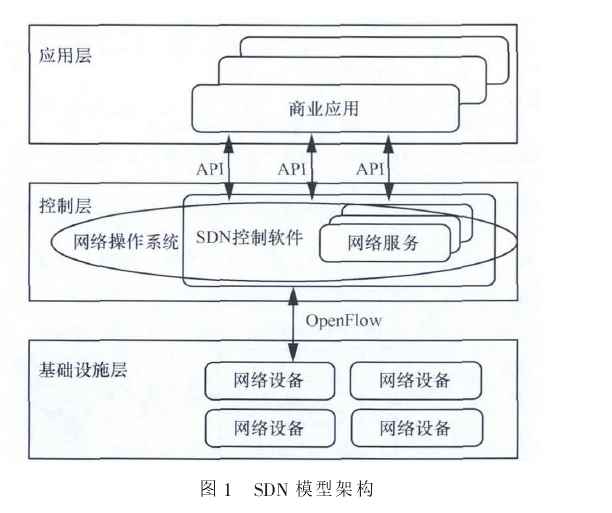 应用层
商业应用
API API API
控制层
网络操作系统 SDN控制软件 网络服务
OpenFlow
基础设施层
网络设备 网络设备
网络设备 网络设备
图 1 SDN 模型架构